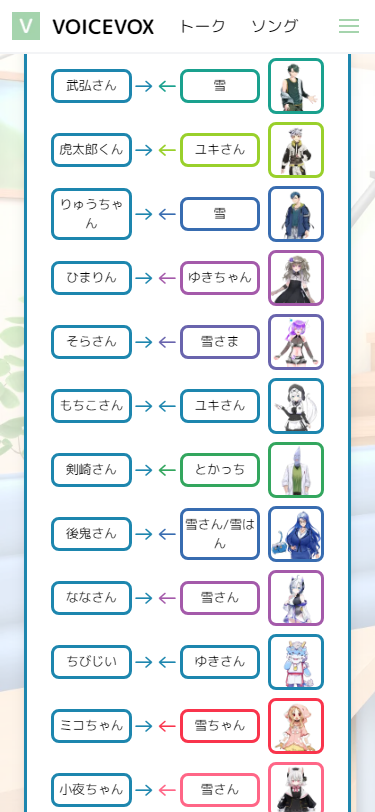 V VOICEVOX トーク ソング
武弘さん → ← 雪
虎太郎くん → ← ユキさん
りゅうちゃ
ん → ← 雪
ひまりん → ← ゆきちゃん
そらさん → ← 雪さま
もちこさん → ← ユキさん
剣崎さん → ← とかっち
後鬼さん → ← 雪さん/雪は
ん
ななさん → ← 雪さん
ちびじい → ← ゆきさん
ミコちゃん → ← 雪ちゃん
小夜ちゃん → ← 雪さん